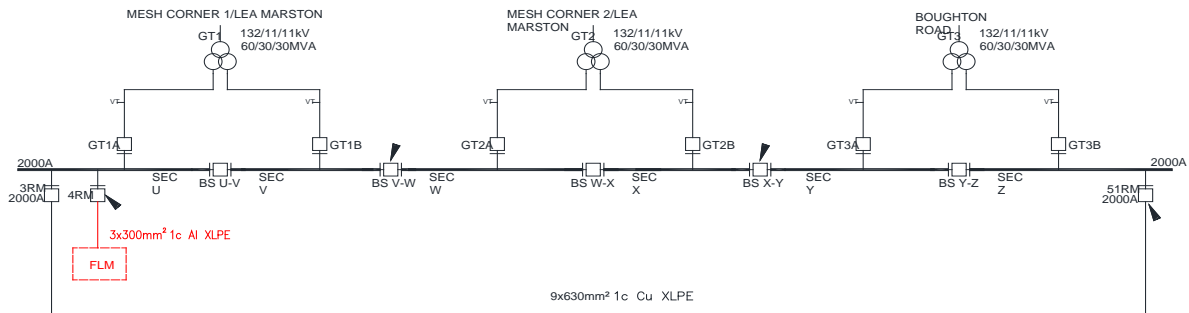 MESH CORNER 1/LEA MARSTON
GT1
132/11/11kV
60/30/30MVA
MESH CORNER 2/LEA
MARSTON
GT2
132/11/11kV
60/30/30MVA
BOUGHTON
ROAD
GT3
132/11/11kV
60/30/30MVA
VT
VT
VT
VT
VT
VT
GT1A
GT1B
GT2A
GT2B
GT3A
GT3B
2000A
2000A
SEC
U
BS U-V
SEC
V
BS V-W
SEC
W
BS W-X
SEC
X
BS X-Y
SEC
Y
BS Y-Z
SEC
Z
3RM
2000A
4RM
51RM
2000A
3x300mm² 1c Al XLPE
FLM
9x630mm² 1c Cu XLPE